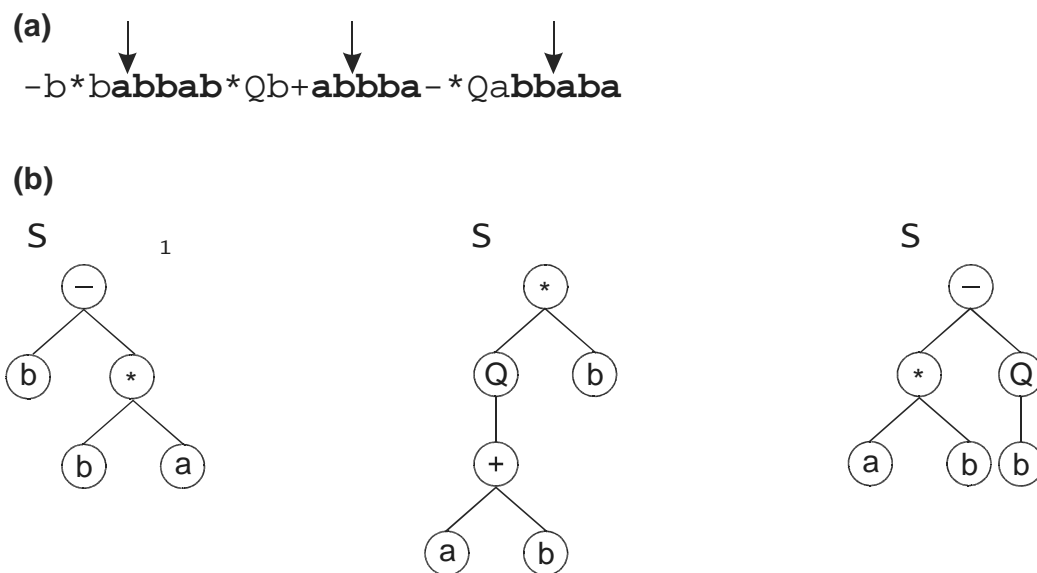 (a)
-b*babbab*Qb+abbba-*Qabbaba
(b)
S 1 S S
− * −
b * Q b * Q
b a + a b b
a b